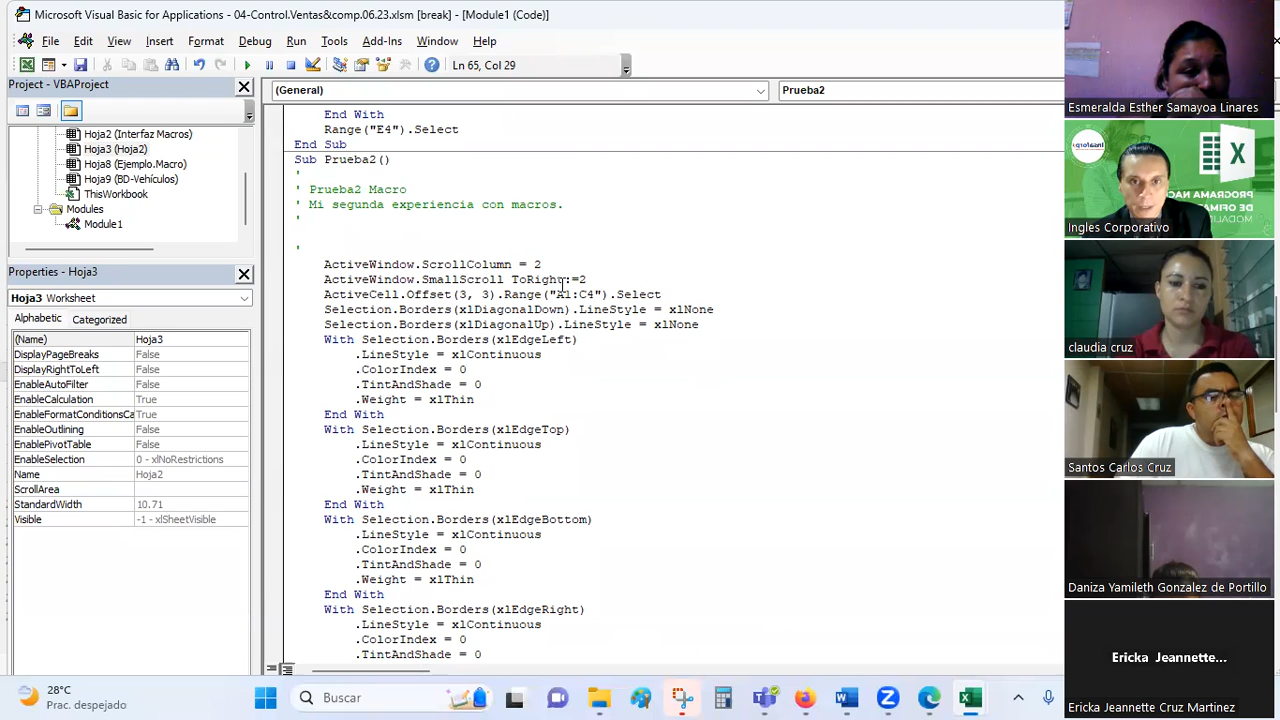 Microsoft Visual Basic for Applications - 04-Control.Ventas&comp.06.23.xlsm [break] - [Module1 (Code)]
File Edit View Insert Format Debug Run Tools Add-Ins Window Help
Ln 65, Col 29
Project - VBAProject
Hoja2 (Interfaz Macros)
Hoja3 (Hoja2)
Hoja8 (Ejemplo.Macro)
Hoja9 (BD-Vehículos)
ThisWorkbook
Modules
Module1
Properties - Hoja3
Hoja3 Worksheet
Alphabetic Categorized
(Name) Hoja3
DisplayPageBreaks False
DisplayRightToLeft False
EnableAutoFilter False
EnableCalculation True
EnableFormatConditionsCa True
EnableOutlining False
EnablePivotTable False
EnableSelection 0 - xlNoRestrictions
Name Hoja2
ScrollArea
StandardWidth 10.71
Visible -1 - xlSheetVisible
(General) Prueba2
End With
Range("E4").Select
End Sub
Sub Prueba2()
'
' Prueba2 Macro
' Mi segunda experiencia con macros.
'
'
ActiveWindow.ScrollColumn = 2
ActiveWindow.SmallScroll ToRight:=2
ActiveCell.Offset(3, 3).Range("A1:C4").Select
Selection.Borders(xlDiagonalDown).LineStyle = xlNone
Selection.Borders(xlDiagonalUp).LineStyle = xlNone
With Selection.Borders(xlEdgeLeft)
.LineStyle = xlContinuous
.ColorIndex = 0
.TintAndShade = 0
.Weight = xlThin
End With
With Selection.Borders(xlEdgeTop)
.LineStyle = xlContinuous
.ColorIndex = 0
.TintAndShade = 0
.Weight = xlThin
End With
With Selection.Borders(xlEdgeBottom)
.LineStyle = xlContinuous
.ColorIndex = 0
.TintAndShade = 0
.Weight = xlThin
End With
With Selection.Borders(xlEdgeRight)
.LineStyle = xlContinuous
.ColorIndex = 0
.TintAndShade = 0
Esmeralda Esther Samayoa Linares
PROGRAMA NAC
DE OFIMA
MODALI
Ingles Corporativo
claudia cruz
Santos Carlos Cruz
Daniza Yamileth Gonzalez de Portillo
Ericka Jeannette...
Ericka Jeannette Cruz Martinez
28°C
Prac. despejado
Buscar